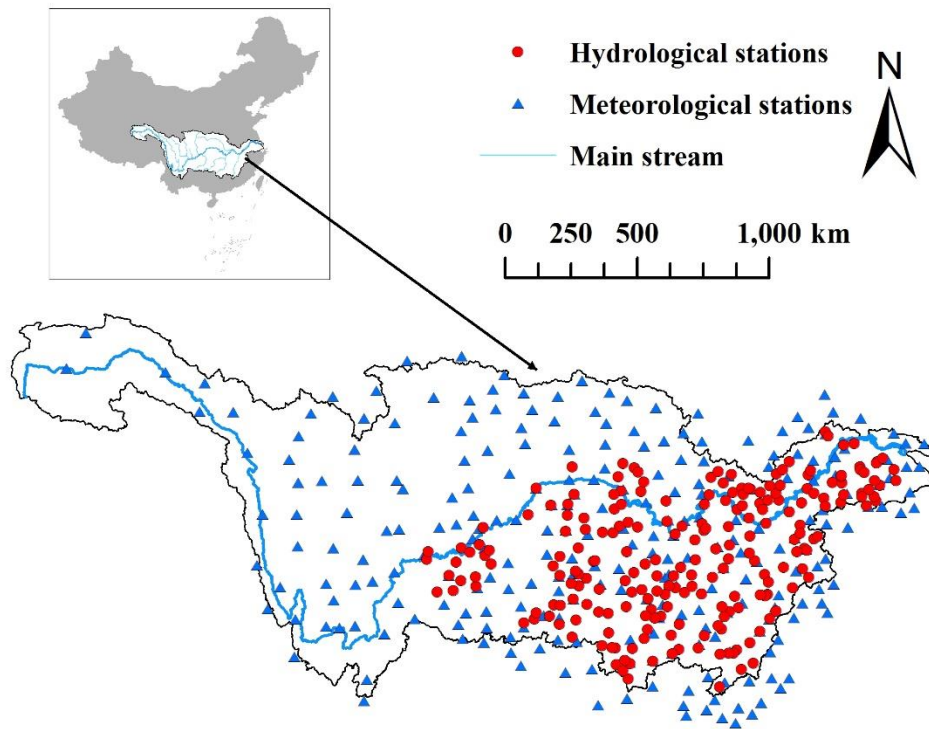 Hydrological stations
Meteorological stations
Main stream
N
0 250 500 1,000 km